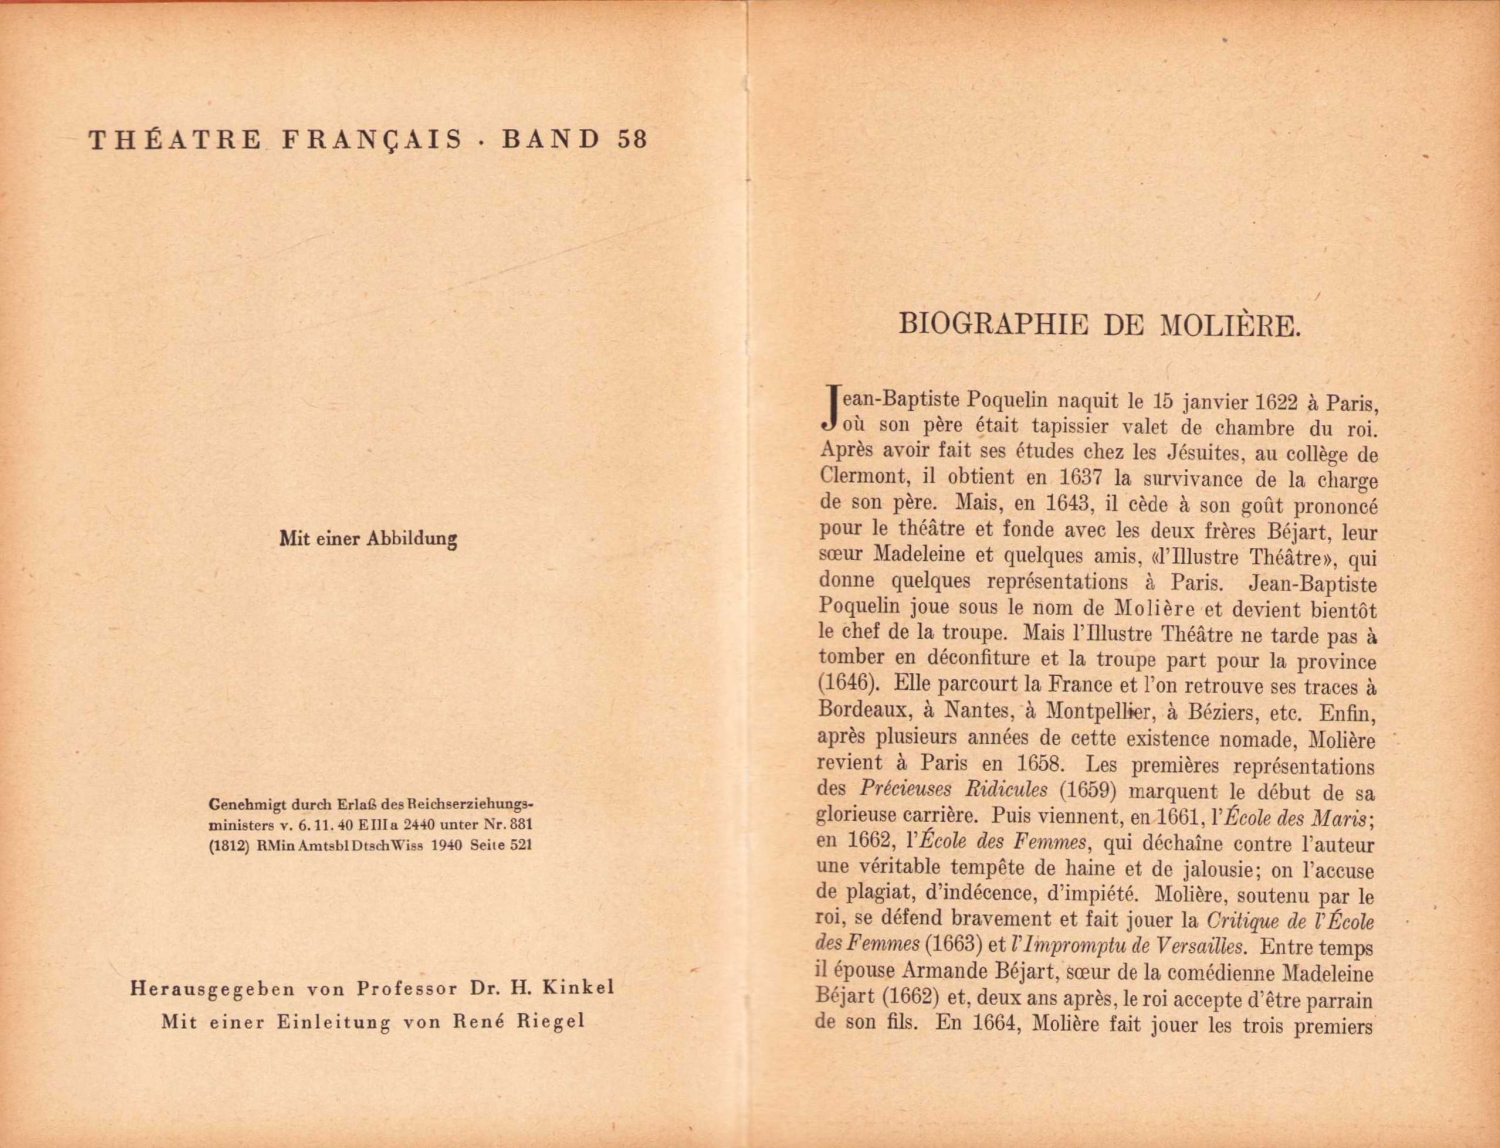 THÉATRE FRANÇAIS · BAND 58
Mit einer Abbildung
Genehmigt durch Erlaß des Reichserziehungs-
ministers v. 6. 11. 40 E IIIa 2440 unter Nr. 881
(1812) RMin Amtsbl Dtsch Wiss 1940 Seite 521
Herausgegeben von Professor Dr. H. Kinkel
Mit einer Einleitung von René Riegel
BIOGRAPHIE DE MOLIÈRE.
Jean-Baptiste Poquelin naquit le 15 janvier 1622 à Paris,
où son père était tapissier valet de chambre du roi.
Après avoir fait ses études chez les Jésuites, au collège de
Clermont, il obtient en 1637 la survivance de la charge
de son père. Mais, en 1643, il cède à son goût prononcé
pour le théâtre et fonde avec les deux frères Béjart, leur
sœur Madeleine et quelques amis, «l'Illustre Théâtre», qui
donne quelques représentations à Paris. Jean-Baptiste
Poquelin joue sous le nom de Molière et devient bientôt
le chef de la troupe. Mais l'Illustre Théâtre ne tarde pas à
tomber en déconfiture et la troupe part pour la province
(1646). Elle parcourt la France et l'on retrouve ses traces à
Bordeaux, à Nantes, à Montpellier, à Béziers, etc. Enfin,
après plusieurs années de cette existence nomade, Molière
revient à Paris en 1658. Les premières représentations
des Précieuses Ridicules (1659) marquent le début de sa
glorieuse carrière. Puis viennent, en 1661, l'École des Maris;
en 1662, l'École des Femmes, qui déchaîne contre l'auteur
une véritable tempête de haine et de jalousie; on l'accuse
de plagiat, d'indécence, d'impiété. Molière, soutenu par le
roi, se défend bravement et fait jouer la Critique de l'École
des Femmes (1663) et l'Impromptu de Versailles. Entre temps
il épouse Armande Béjart, sœur de la comédienne Madeleine
Béjart (1662) et, deux ans après, le roi accepte d'être parrain
de son fils. En 1664, Molière fait jouer les trois premiers